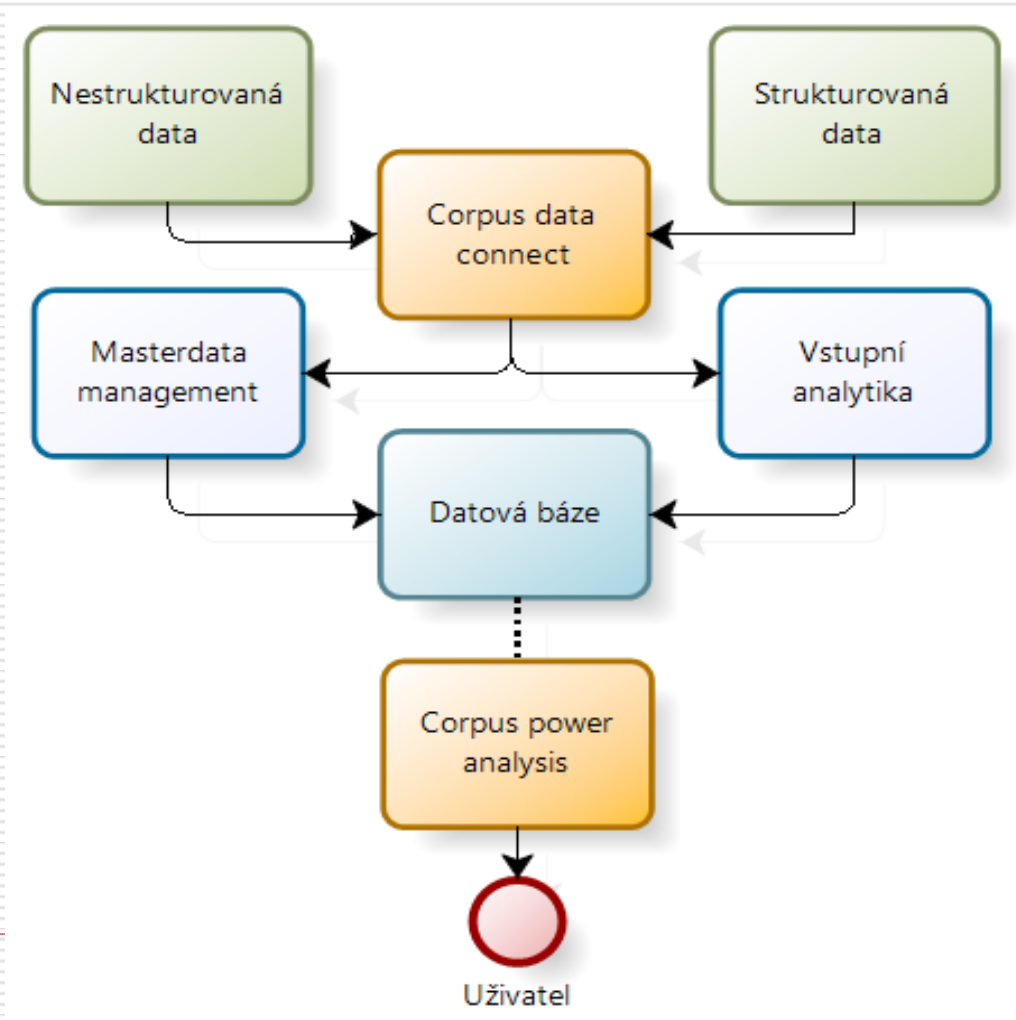 Nestrukturovaná
data
Strukturovaná
data
Corpus data
connect
Masterdata
management
Vstupní
analytika
Datová báze
Corpus power
analysis
Uživatel